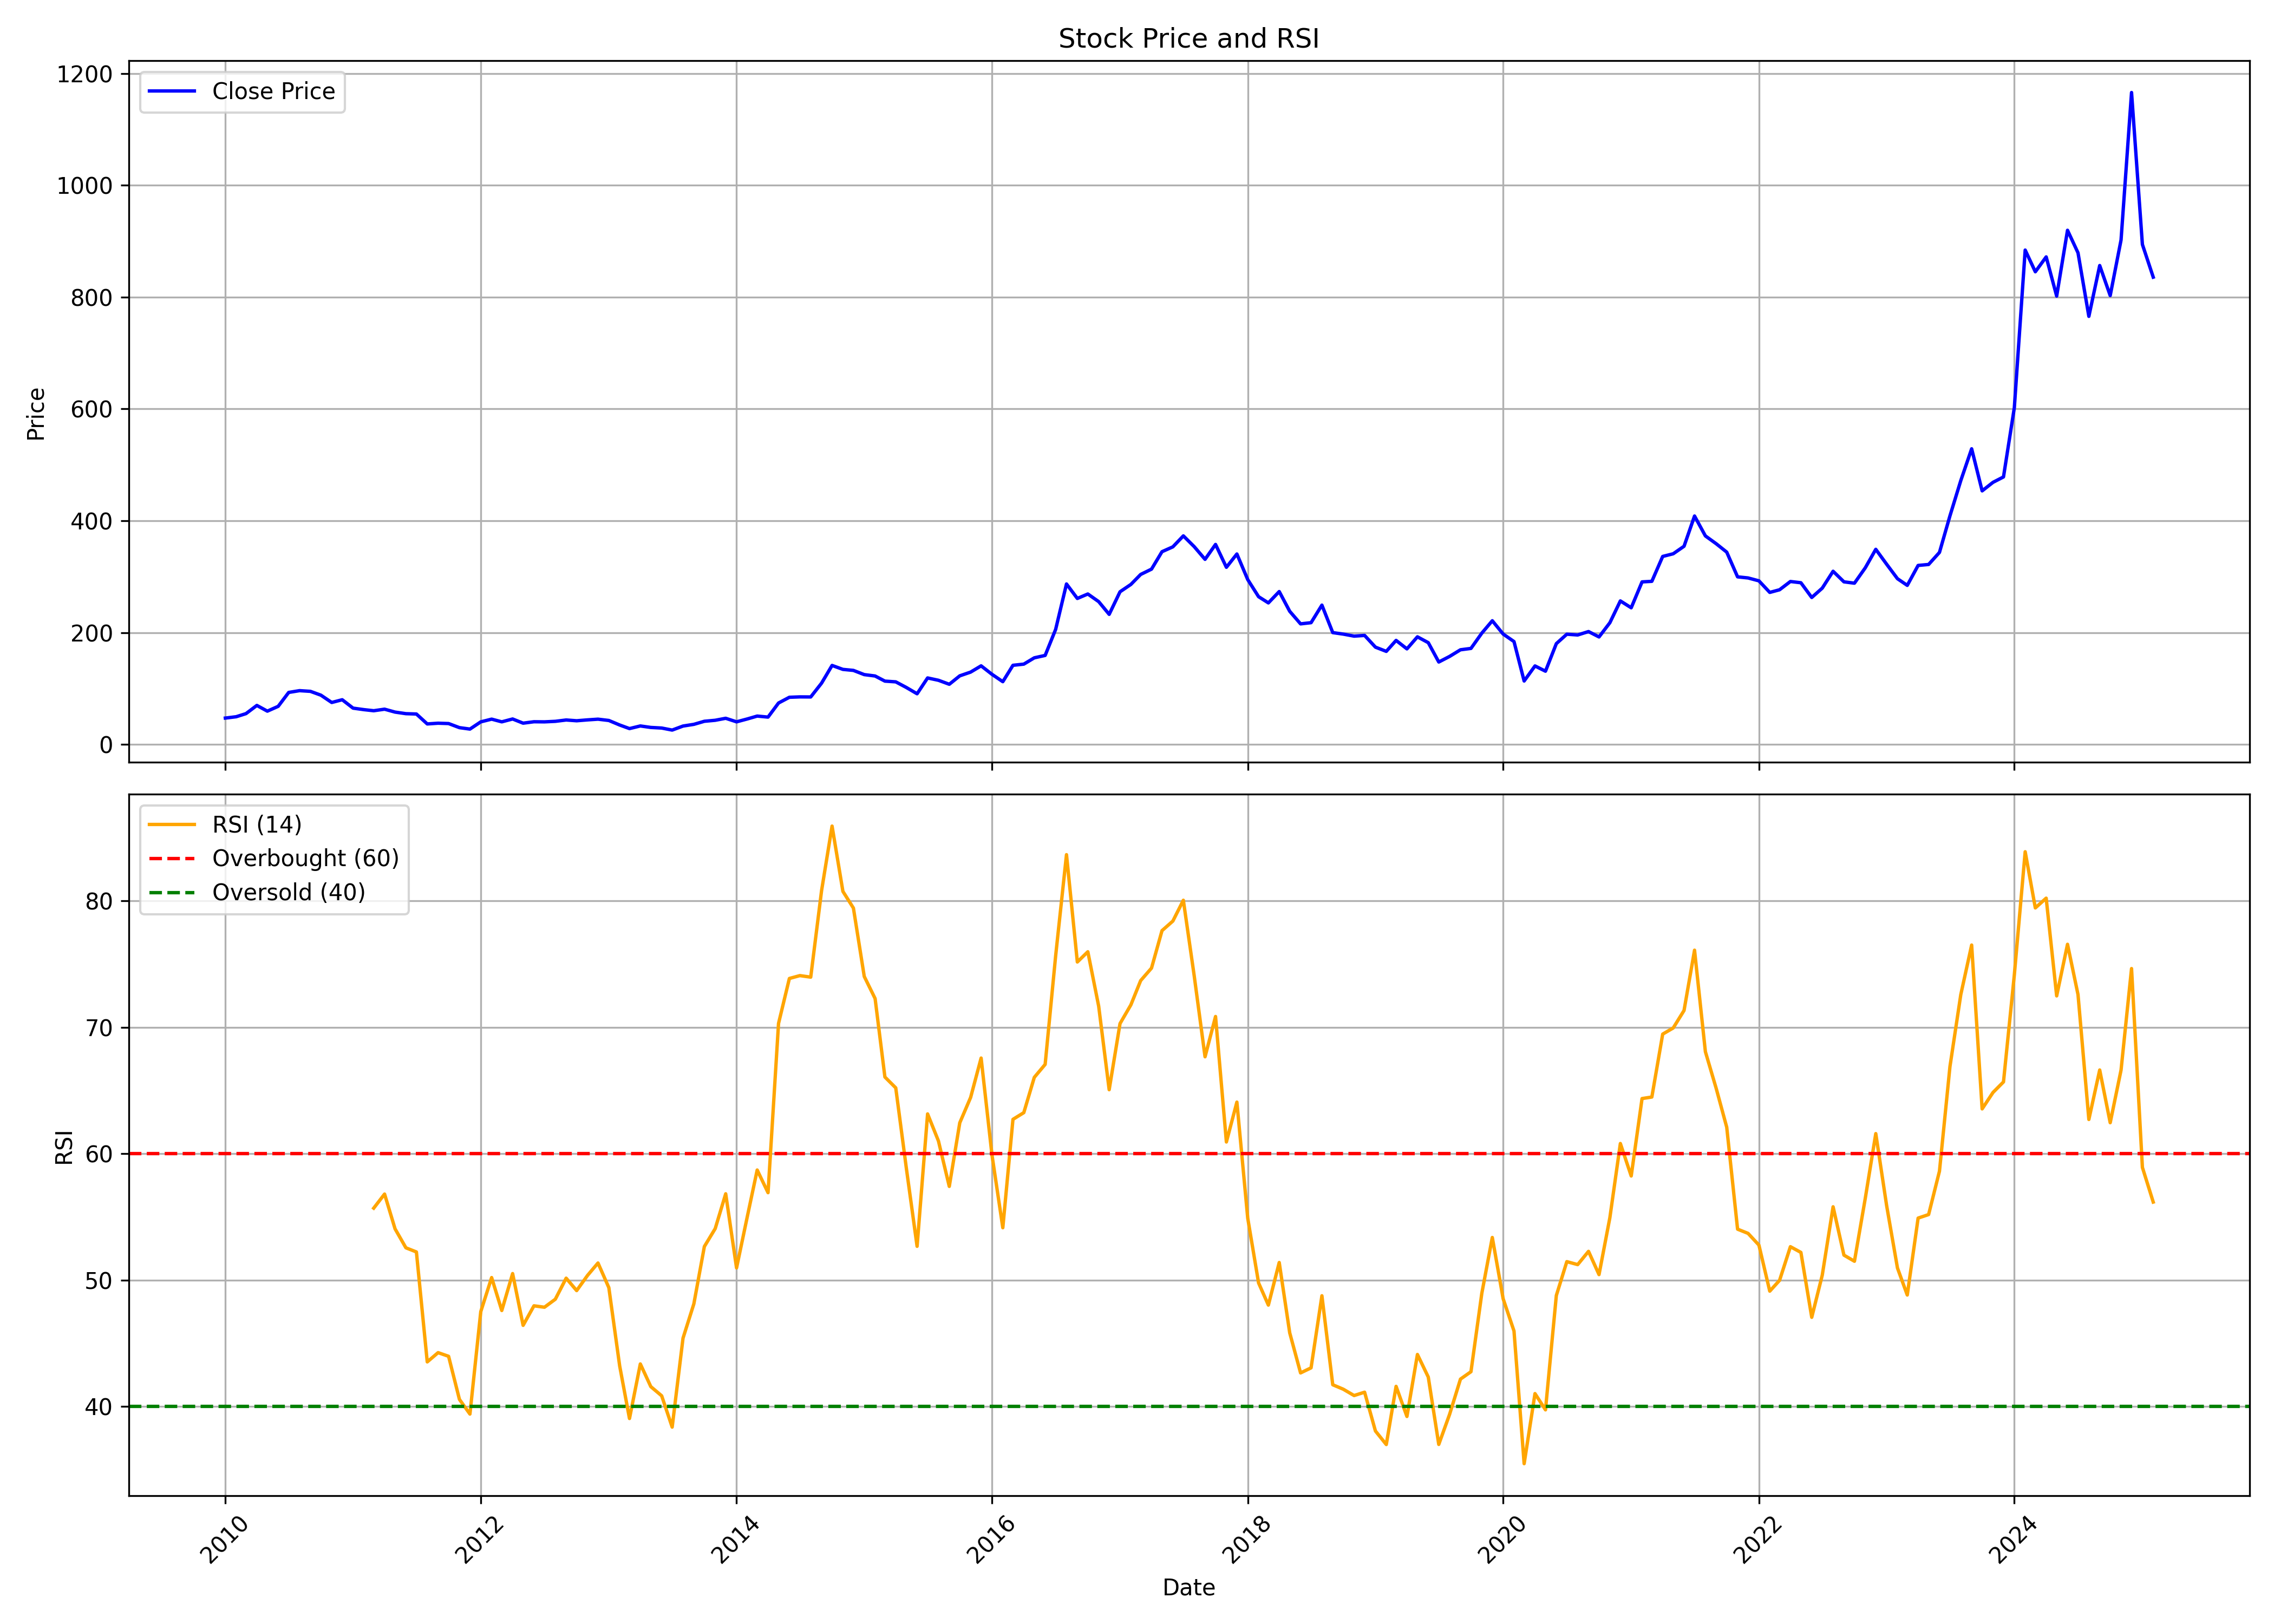 Stock Price and RSI
Close Price
1200
1000
800
600
400
200
0
Price
RSI (14)
Overbought (60)
Oversold (40)
80
70
60
50
40
RSI
2010
2012
2014
2016
2018
2020
2022
2024
Date